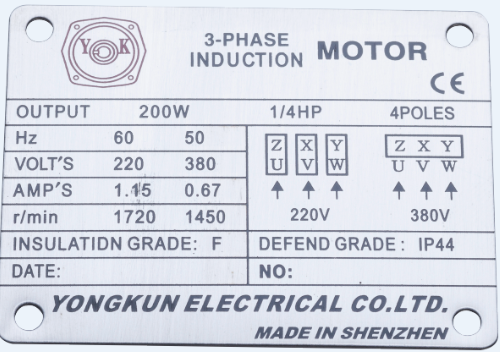 Y K
3-PHASE
INDUCTION MOTOR
CE
OUTPUT 200W 1/4HP 4POLES
Hz 60 50
VOLT'S 220 380
AMP'S 1.15 0.67
r/min 1720 1450
Z X Y Z X Y
U V W U V W
220V 380V
INSULATIDN GRADE: F DEFEND GRADE: IP44
DATE: NO:
YONGKUN ELECTRICAL CO.LTD.
MADE IN SHENZHEN